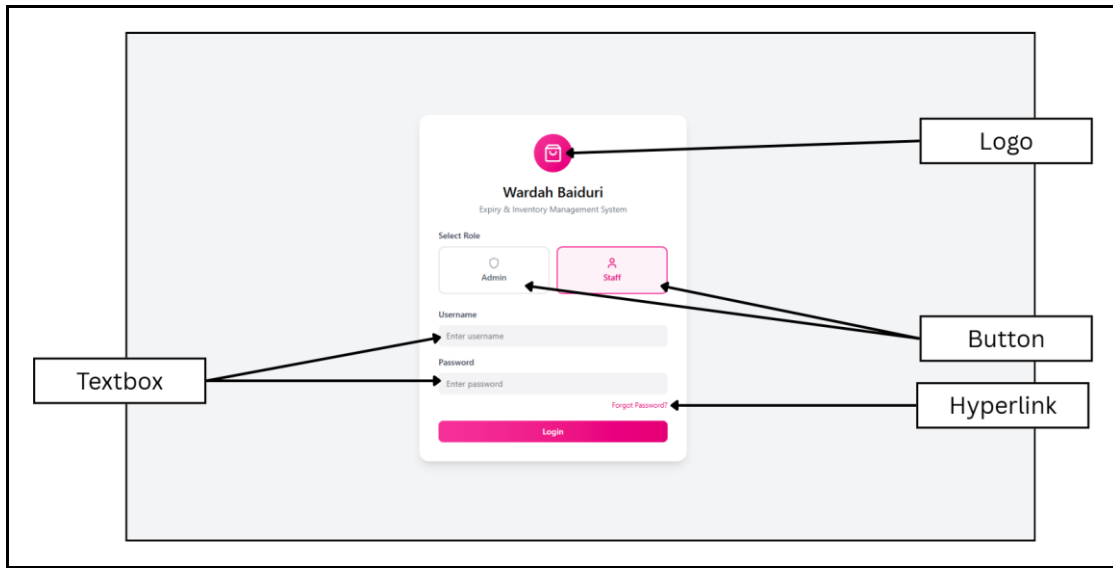 Logo
Wardah Baiduri
Expiry & Inventory Management System
Select Role
Admin
Staff
Username
Enter username
Button
Password
Textbox
Enter password
Forgot Password?
Hyperlink
Login